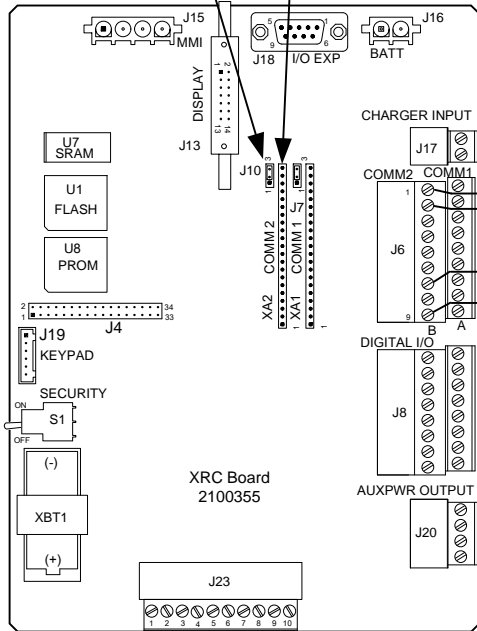 J15
MMI
5 1
9 6
J18 I/O EXP
J16
BATT
DISPLAY
1 2
13 14
J13
CHARGER INPUT
J17
U7
SRAM
U1
FLASH
U8
PROM
J10
3
1
J7
3
1
COMM 2
COMM 1
XA2
XA1
1
1
COMM2 COMM1
1
J6
9
B A
2 34
1 33
J4
J19
KEYPAD
DIGITAL I/O
J8
SECURITY
ON
S1
OFF
(-)
XBT1
(+)
XRC Board
2100355
AUXPWR OUTPUT
J20
J23
1 2 3 4 5 6 7 8 9 10